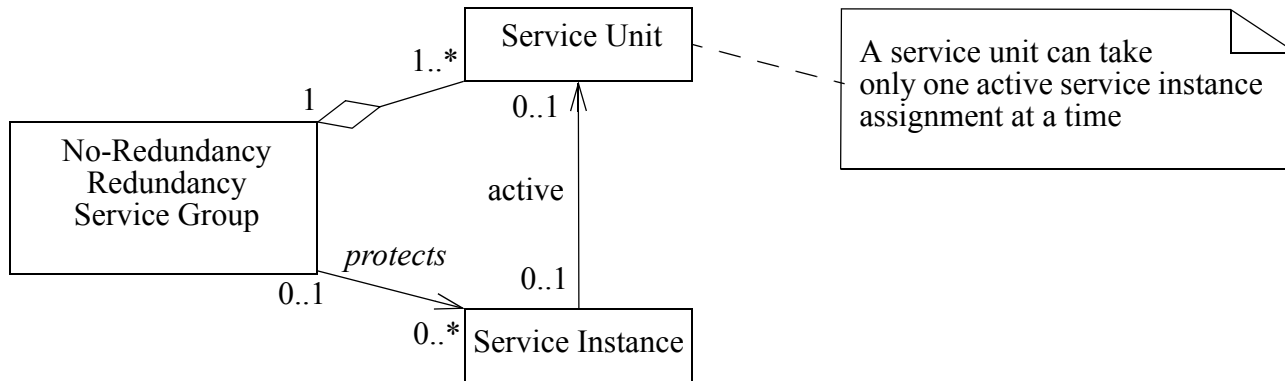 Service Unit
A service unit can take
only one active service instance
assignment at a time
1..*
0..1
1
No-Redundancy
Redundancy
Service Group
active
protects
0..1
0..1
0..*
Service Instance